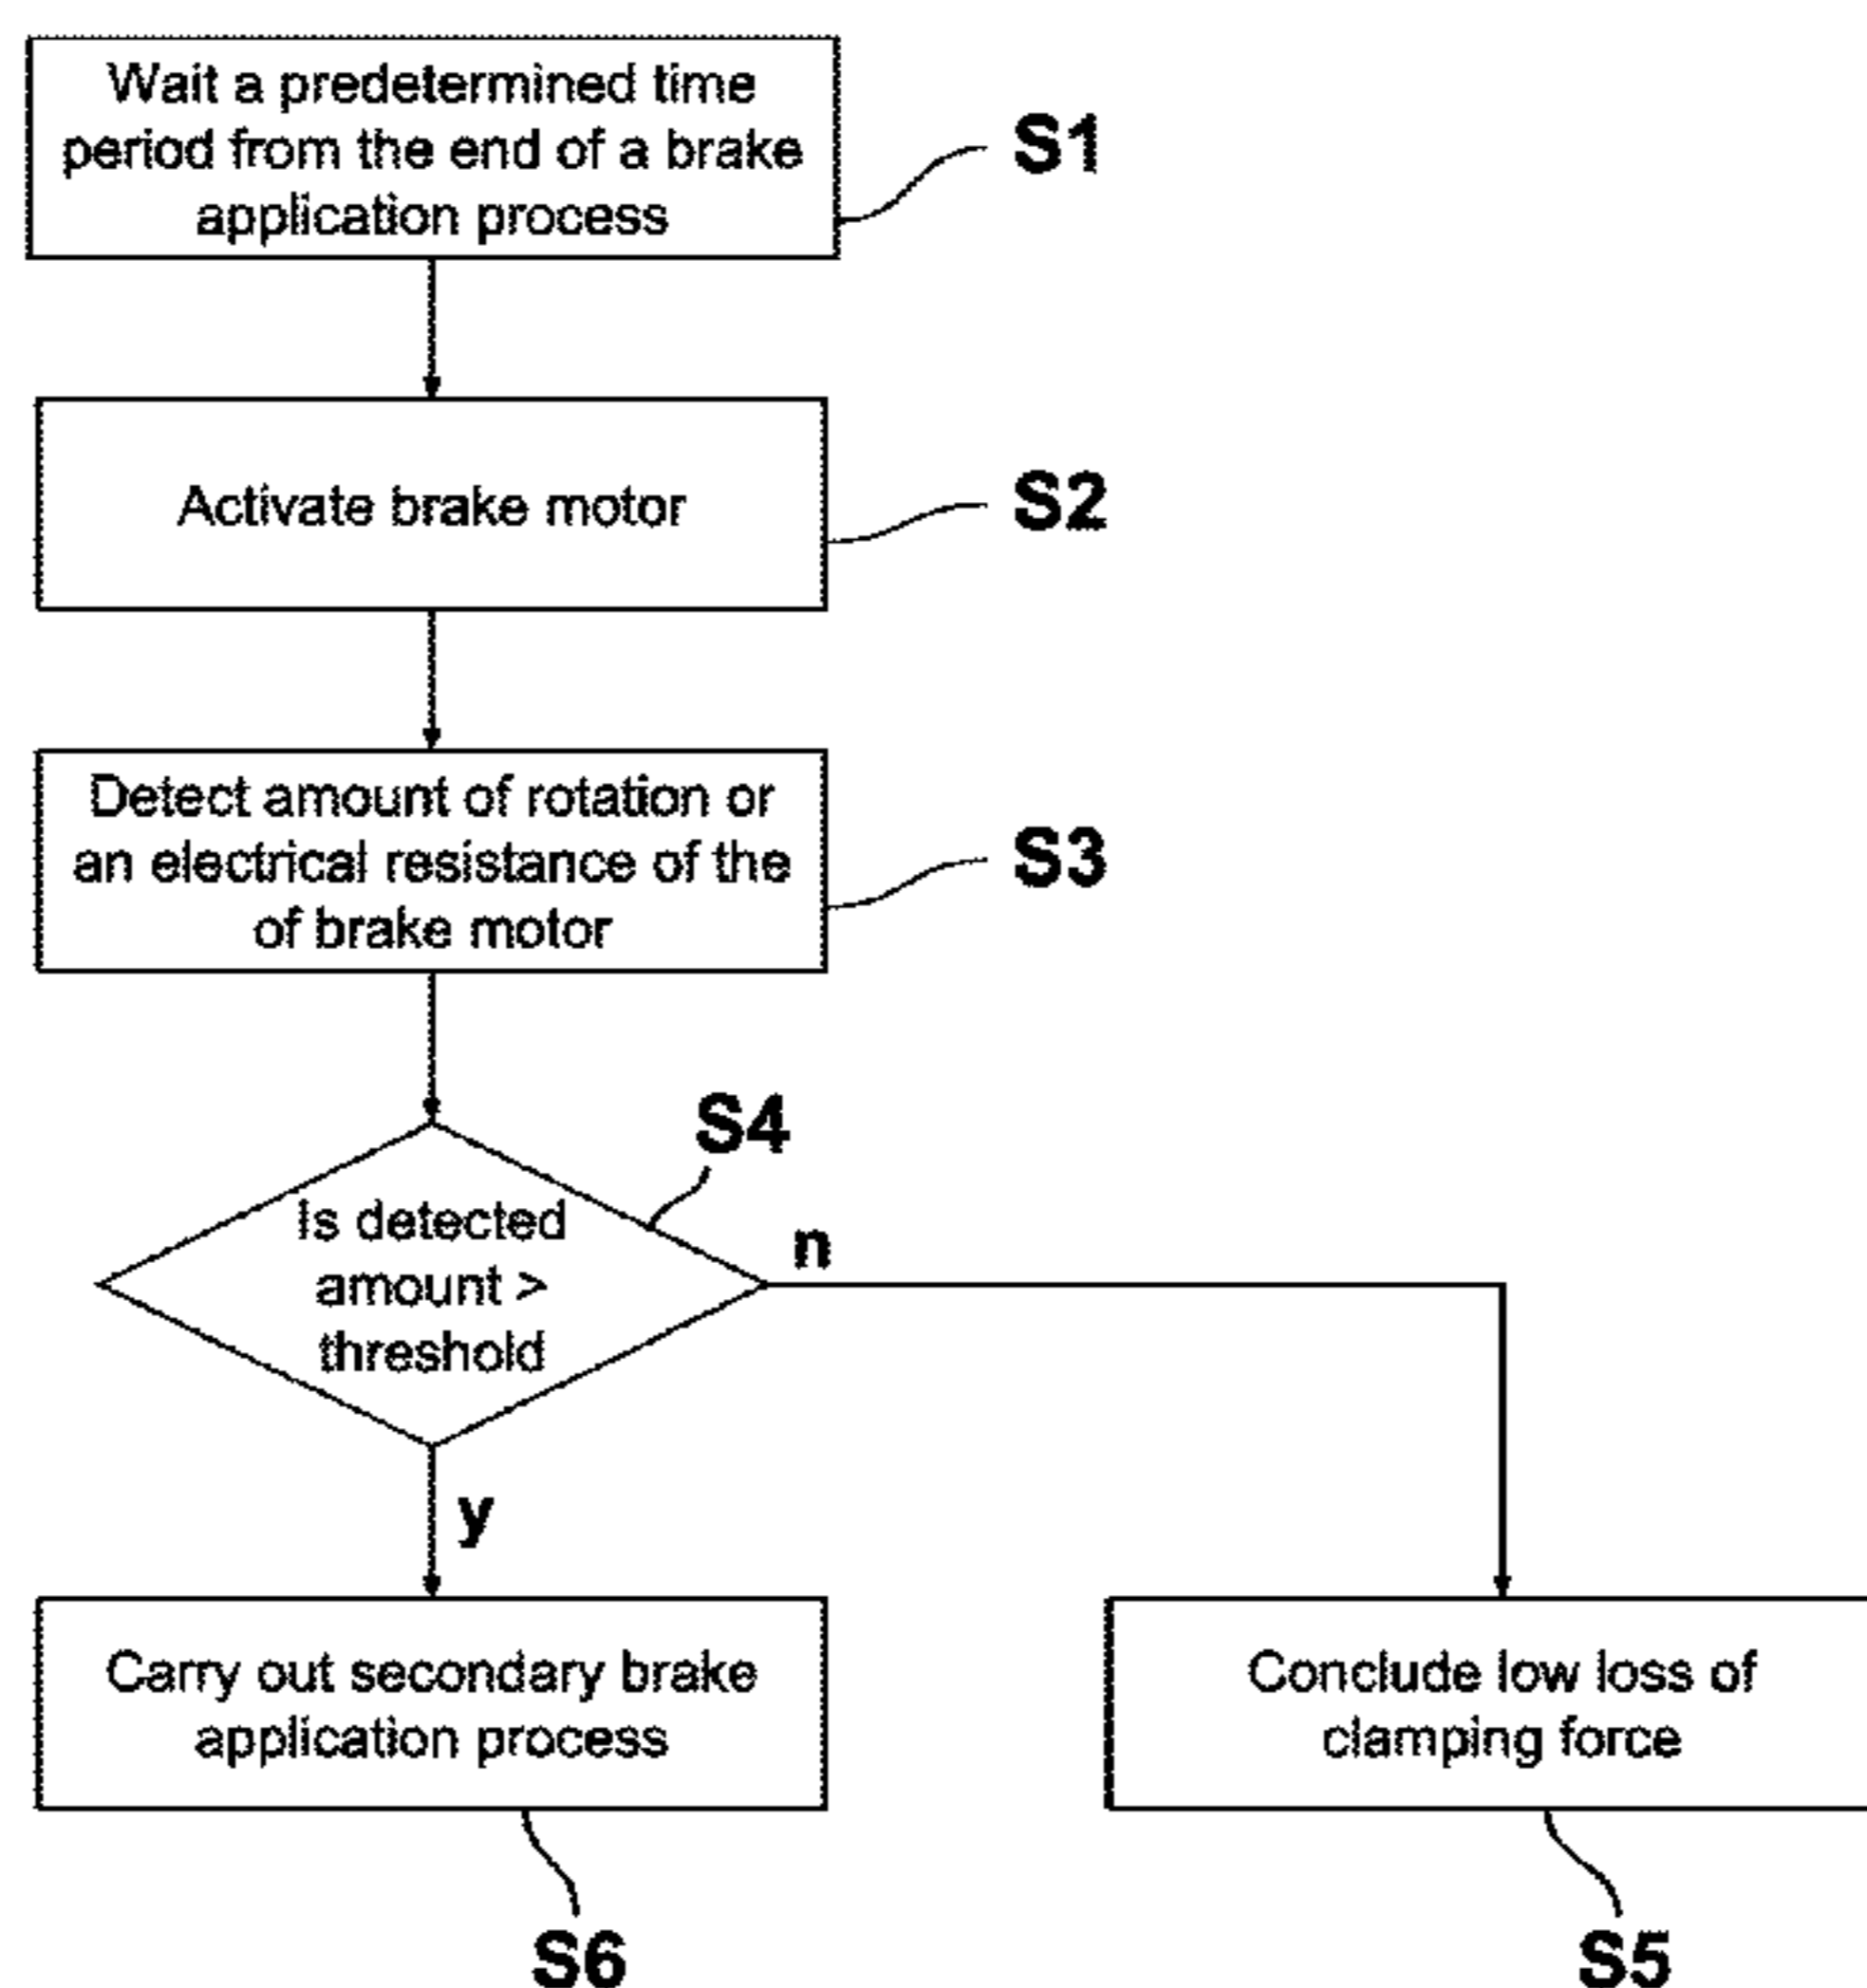 Wait a predetermined time
period from the end of a brake
application process
S1
Activate brake motor
S2
Detect amount of rotation or
an electrical resistance of the
of brake motor
S3
S4
Is detected
amount >
threshold
n
y
Carry out secondary brake
application process
Conclude low loss of
clamping force
S6
S5